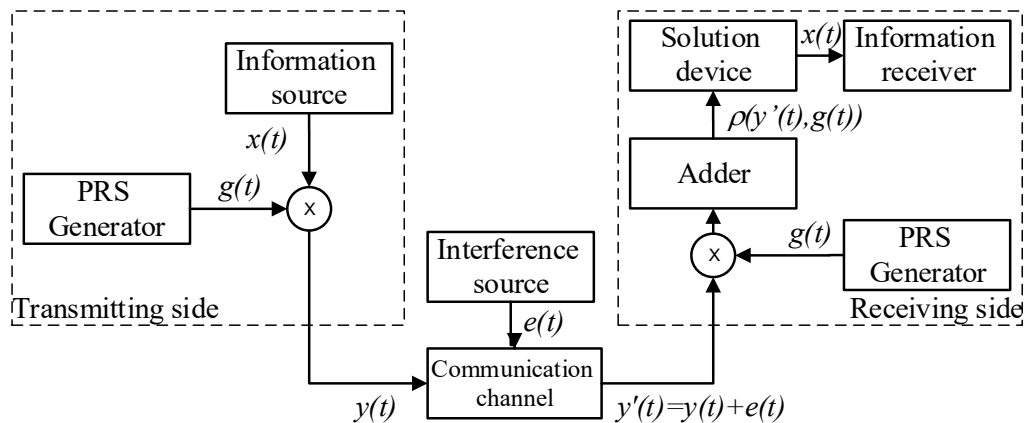 Information
source
x(t)
PRS
Generator
g(t)
x
Transmitting side
y(t)
Interference
source
e(t)
Communication
channel
y'(t)=y(t)+e(t)
Solution
device
x(t)
Information
receiver
ρ(y’(t),g(t))
Adder
x
g(t)
PRS
Generator
Receiving side